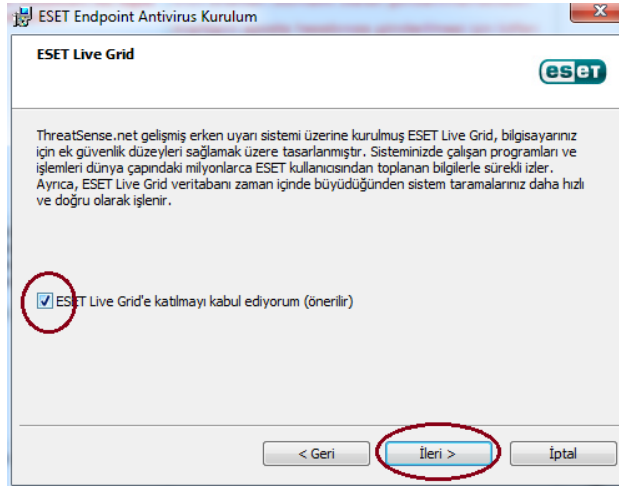 ESET Endpoint Antivirus Kurulum
ESET Live Grid
eseT
ThreatSense.net gelişmiş erken uyarı sistemi üzerine kurulmuş ESET Live Grid, bilgisayarınız
için ek güvenlik düzeyleri sağlamak üzere tasarlanmıştır. Sisteminizde çalışan programları ve
işlemleri dünya çapındaki milyonlarca ESET kullanıcısından toplanan bilgilerle sürekli izler.
Ayrıca, ESET Live Grid veritabanı zaman içinde büyüdüğünden sistem taramalarınız daha hızlı
ve doğru olarak işlenir.
ESET Live Grid'e katılmayı kabul ediyorum (önerilir)
< Geri
İleri >
İptal